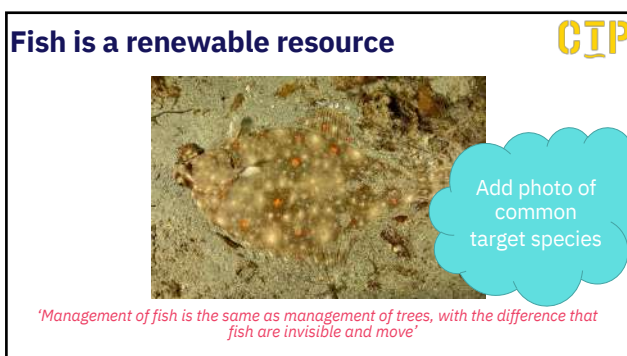 Fish is a renewable resource
CTP
Add photo of
common
target species
'Management of fish is the same as management of trees, with the difference that
fish are invisible and move'